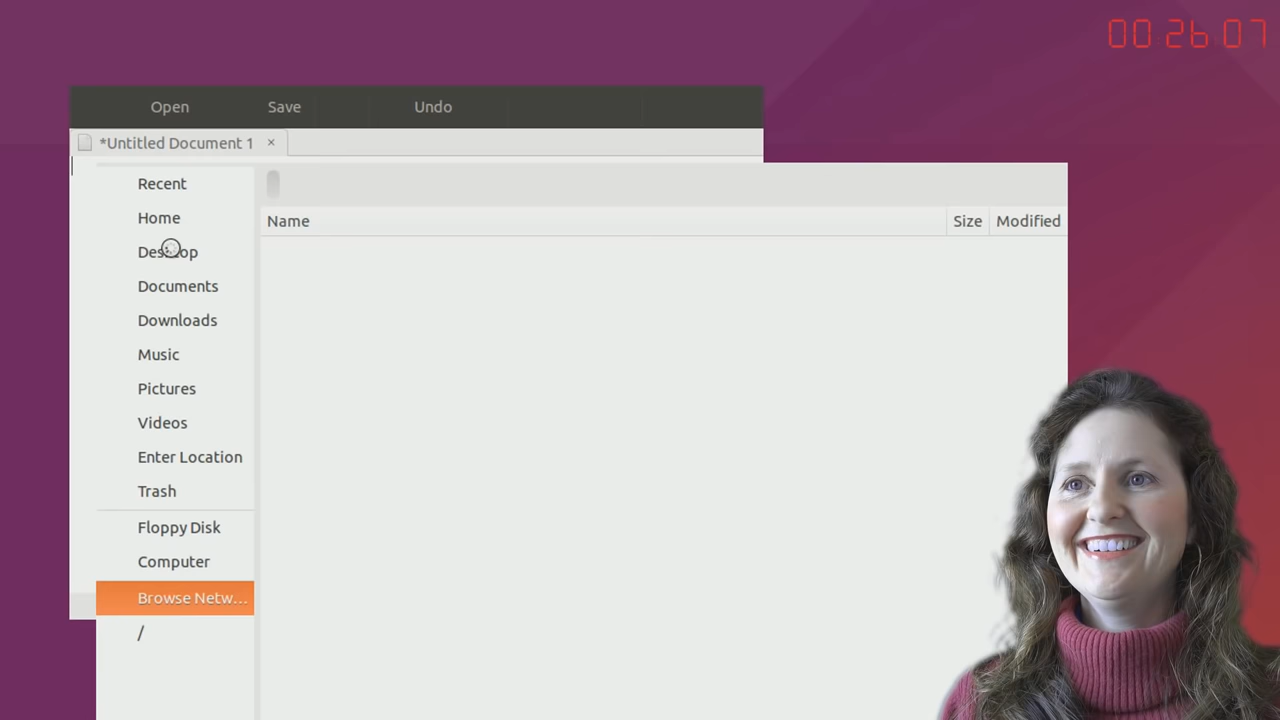 00:26:07
Open Save Undo
*Untitled Document 1 ×
Recent
Home
Name Size Modified
Desktop
Documents
Downloads
Music
Pictures
Videos
Enter Location
Trash
Floppy Disk
Computer
Browse Netw...
/